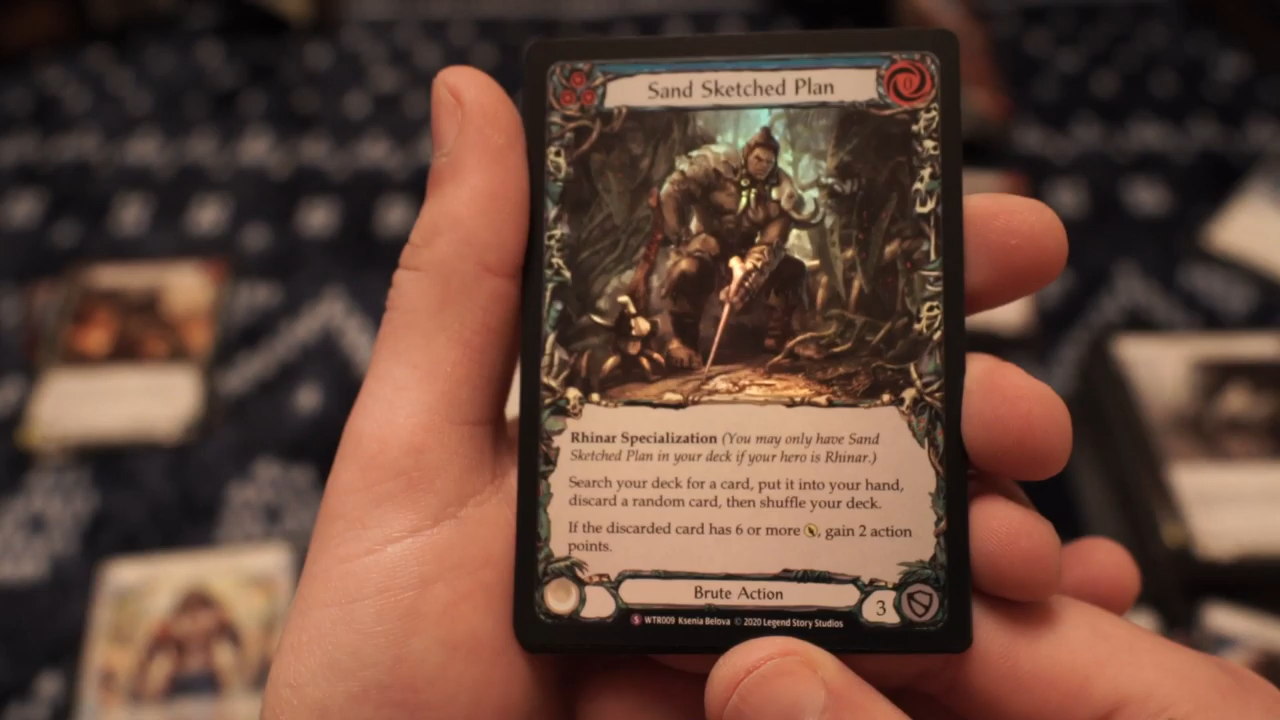 Sand Sketched Plan
0
Rhinar Specialization (You may only have Sand
Sketched Plan in your deck if your hero is Rhinar.)
Search your deck for a card, put it into your hand,
discard a random card, then shuffle your deck.
If the discarded card has 6 or more , gain 2 action
points.
Brute Action
3
S WTR009 Ksenia Belova © 2020 Legend Story Studios